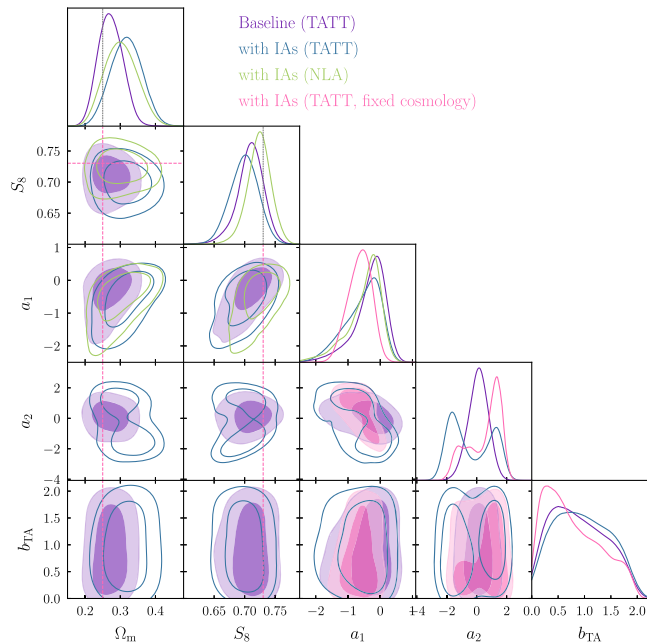 Baseline (TATT)
with IAs (TATT)
with IAs (NLA)
with IAs (TATT, fixed cosmology)
0.75
0.70
0.65
S₈
1
0
−1
−2
a₁
2
0
−2
−4
a₂
2.0
1.5
1.0
0.5
0.0
b_TA
0.2 0.3 0.4
0.65 0.70 0.75
−2 −1 0 1
−4 −2 0 2
0.0 0.5 1.0 1.5 2.0
Ω_m S₈ a₁ a₂ b_TA